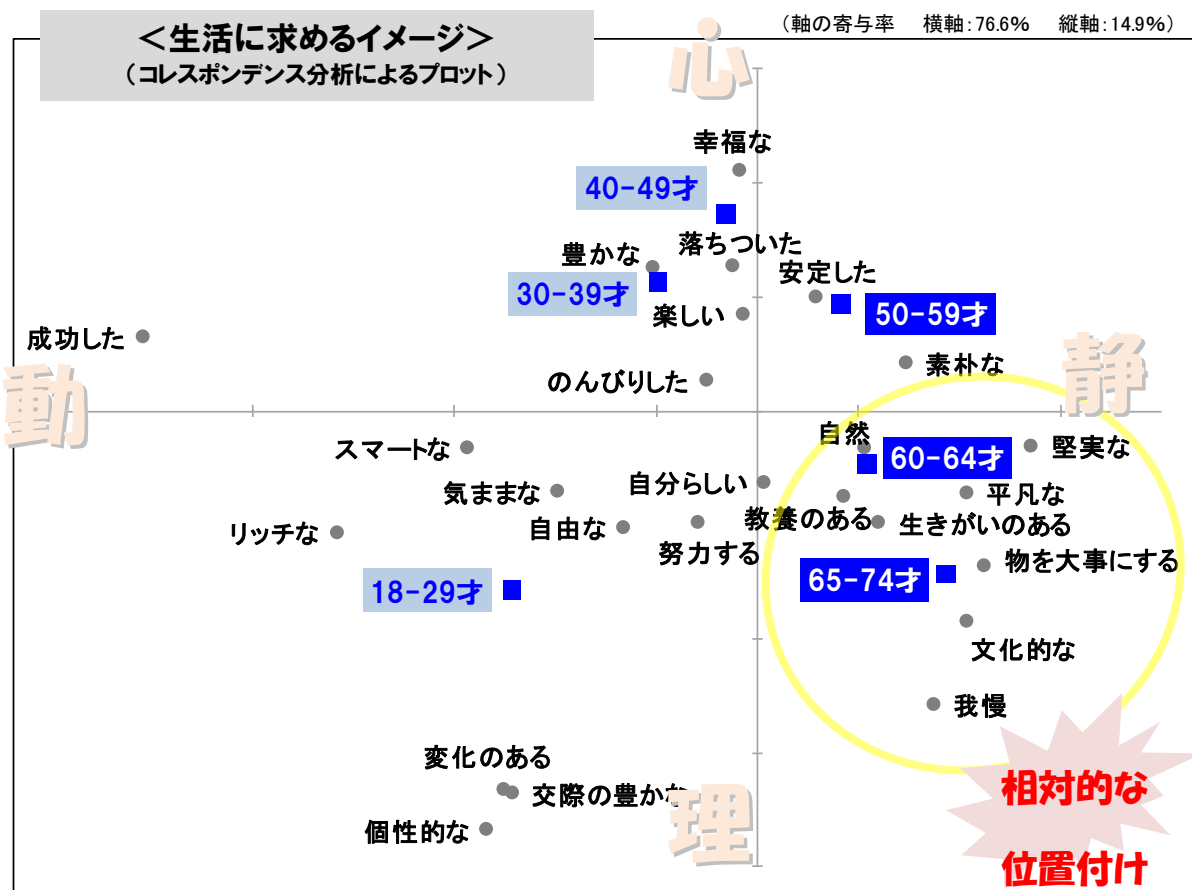 ＜生活に求めるイメージ＞
（コレスポンデンス分析によるプロット）
（軸の寄与率　横軸：76.6%　縦軸：14.9%）
心
幸福な
40-49才
落ちついた
豊かな
安定した
30-39才
50-59才
楽しい
成功した
素朴な
静
動
のんびりした
自然
スマートな
60-64才
堅実な
気ままな
自分らしい
平凡な
リッチな
自由な
努力する
教養のある
生きがいのある
物を大事にする
18-29才
65-74才
文化的な
我慢
変化のある
交際の豊かな
個性的な
理
相対的な
位置付け